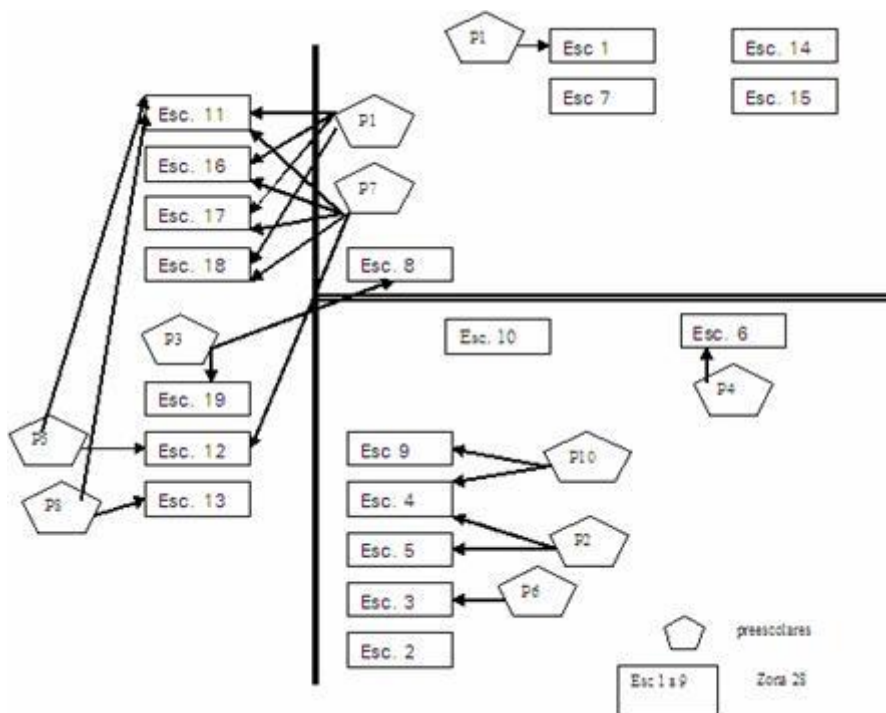 P1
Esc 1
Esc. 14
Esc 7
Esc. 15
Esc. 11
P1
Esc. 16
P7
Esc. 17
Esc. 18
Esc. 8
P3
Esc. 10
Esc. 6
Esc. 19
P4
Esc. 12
Esc 9
P10
P8
Esc. 13
Esc. 4
Esc. 5
P2
Esc. 3
P6
Esc. 2
preescolares
Esc 1 a 9
Zona 28